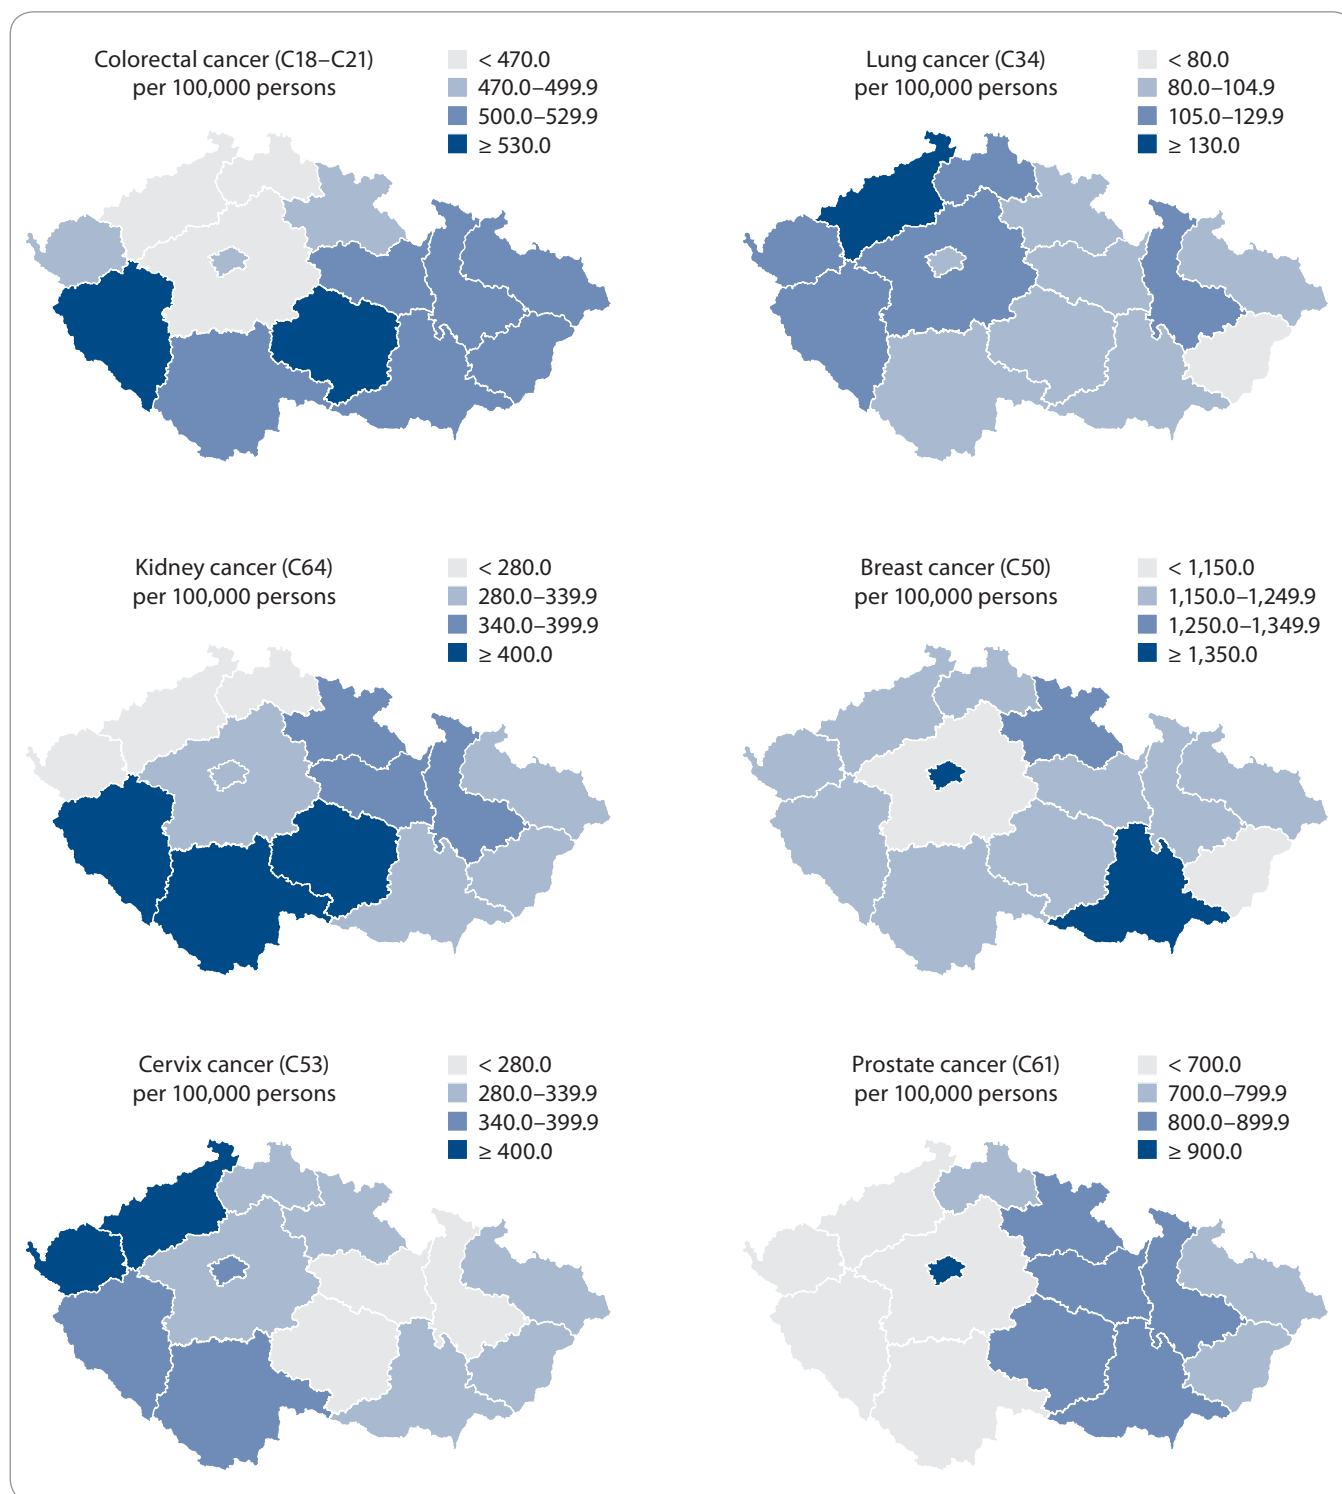 Colorectal cancer (C18–C21)
per 100,000 persons
< 470.0
470.0–499.9
500.0–529.9
≥ 530.0
Lung cancer (C34)
per 100,000 persons
< 80.0
80.0–104.9
105.0–129.9
≥ 130.0
Kidney cancer (C64)
per 100,000 persons
< 280.0
280.0–339.9
340.0–399.9
≥ 400.0
Breast cancer (C50)
per 100,000 persons
< 1,150.0
1,150.0–1,249.9
1,250.0–1,349.9
≥ 1,350.0
Cervix cancer (C53)
per 100,000 persons
< 280.0
280.0–339.9
340.0–399.9
≥ 400.0
Prostate cancer (C61)
per 100,000 persons
< 700.0
700.0–799.9
800.0–899.9
≥ 900.0